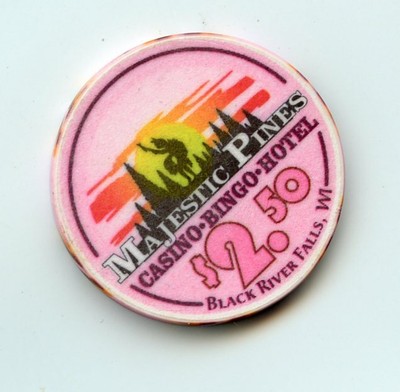 MAJESTIC PINES
CASINO•BINGO•HOTEL
$2.50
BLACK RIVER FALLS, WI